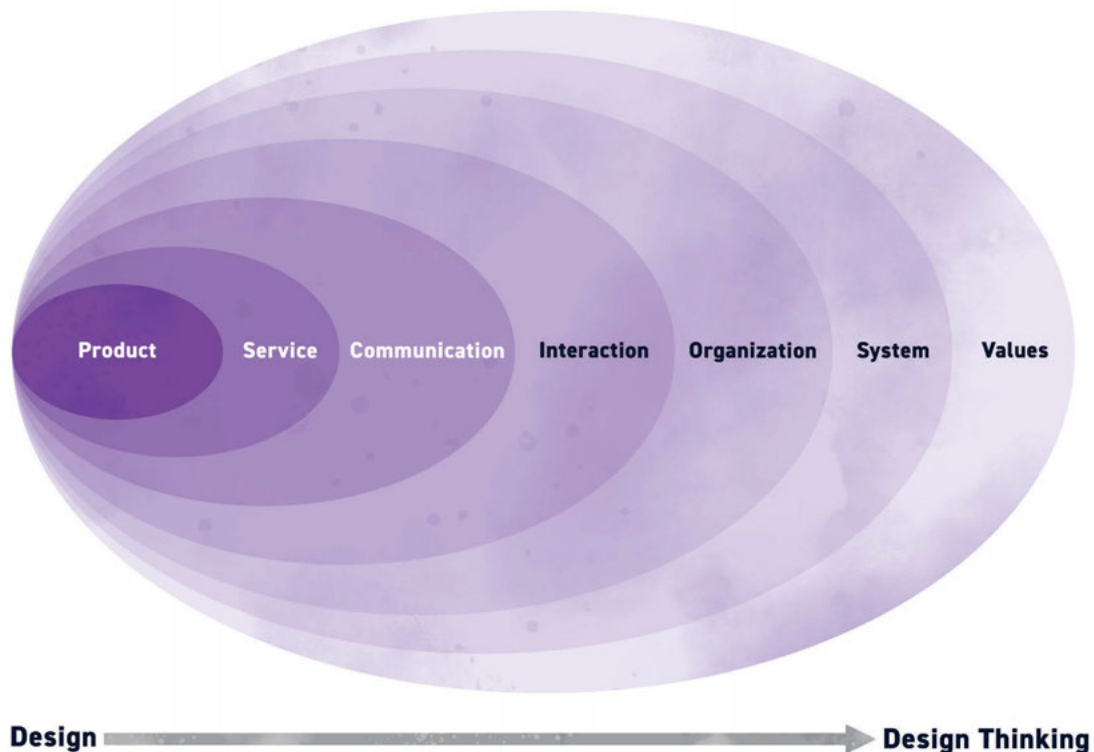 Product Service Communication Interaction Organization System Values
Design Design Thinking